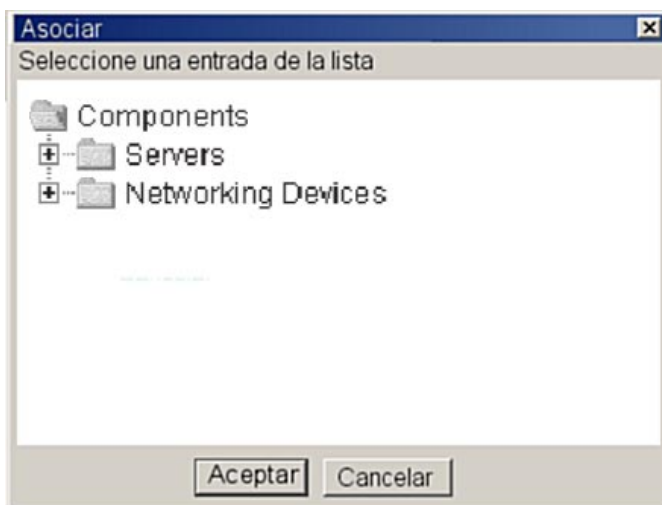 Asociar
Seleccione una entrada de la lista
Components
Servers
Networking Devices
Aceptar Cancelar